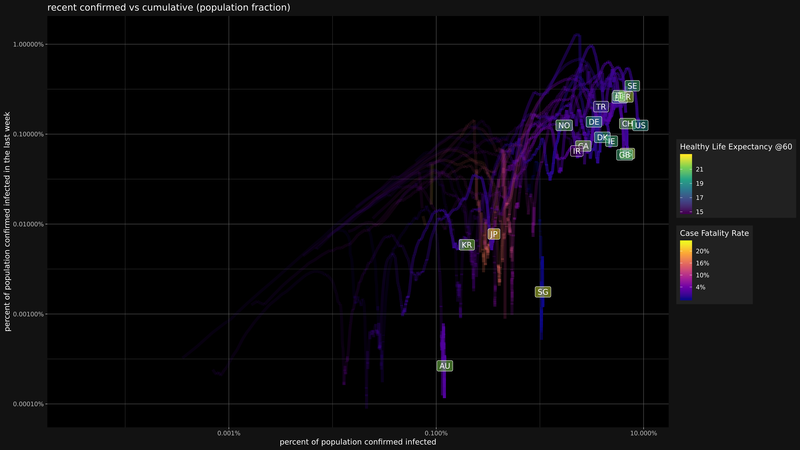 recent confirmed vs cumulative (population fraction)
1.00000%
SE
TR
NO
DE
CH
US
DK
IE
IR
GB
0.10000%
percent of population confirmed infected in the last week
0.01000%
JP
KR
SG
0.00100%
AU
0.00010%
0.001%
0.100%
10.000%
percent of population confirmed infected
Healthy Life Expectancy @60
21
19
17
15
Case Fatality Rate
20%
16%
10%
4%